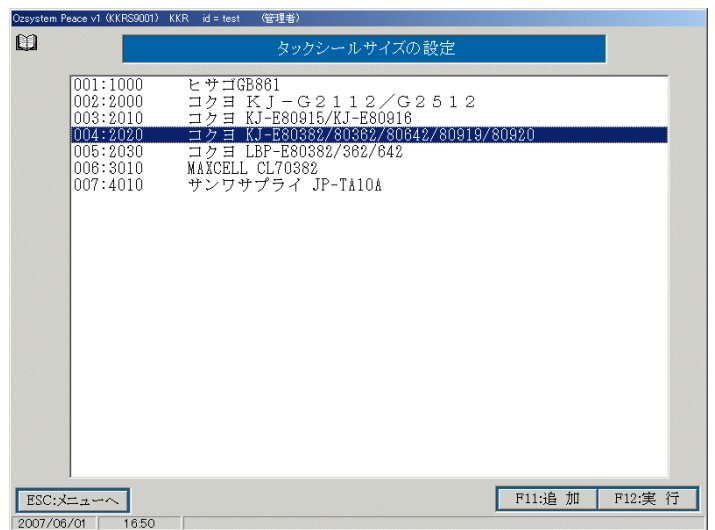 Ozsystem Peace v1 (KKRS9001) KKR id = test (管理者)
タックシールサイズの設定
001:1000 ヒサゴGB861
002:2000 コクヨ ＫＪ－Ｇ２１１２／Ｇ２５１２
003:2010 コクヨ KJ-E80915/KJ-E80916
004:2020 コクヨ KJ-E80382/80362/80642/80919/80920
005:2030 コクヨ LBP-E80382/362/642
006:3010 MAXCELL CL70382
007:4010 サンワサプライ JP-TA10A
ESC:メニューへ F11:追 加 F12:実 行
2007/06/01 16:50